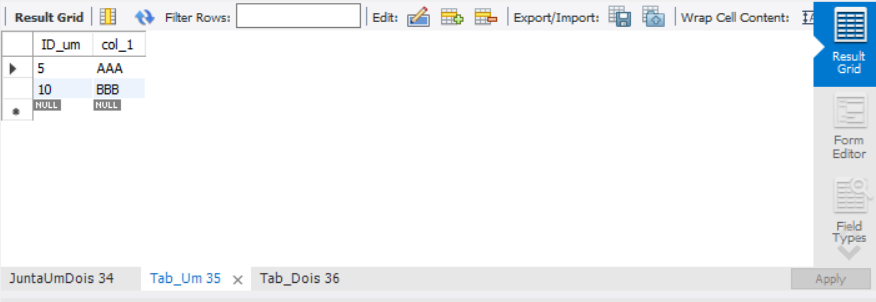 Result Grid Filter Rows: Edit: Export/Import: Wrap Cell Content:
Result Grid
Form Editor
Field Types
ID_um col_1
5 AAA
10 BBB
NULL NULL
JuntaUmDois 34 Tab_Um 35 × Tab_Dois 36 Apply